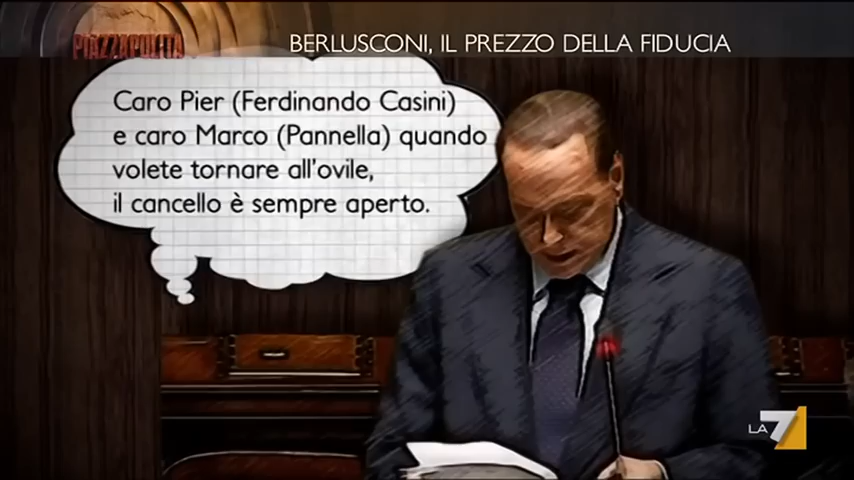 PIAZZAPULITA
BERLUSCONI, IL PREZZO DELLA FIDUCIA
Caro Pier (Ferdinando Casini)
e caro Marco (Pannella) quando
volete tornare all'ovile,
il cancello è sempre aperto.
LA7